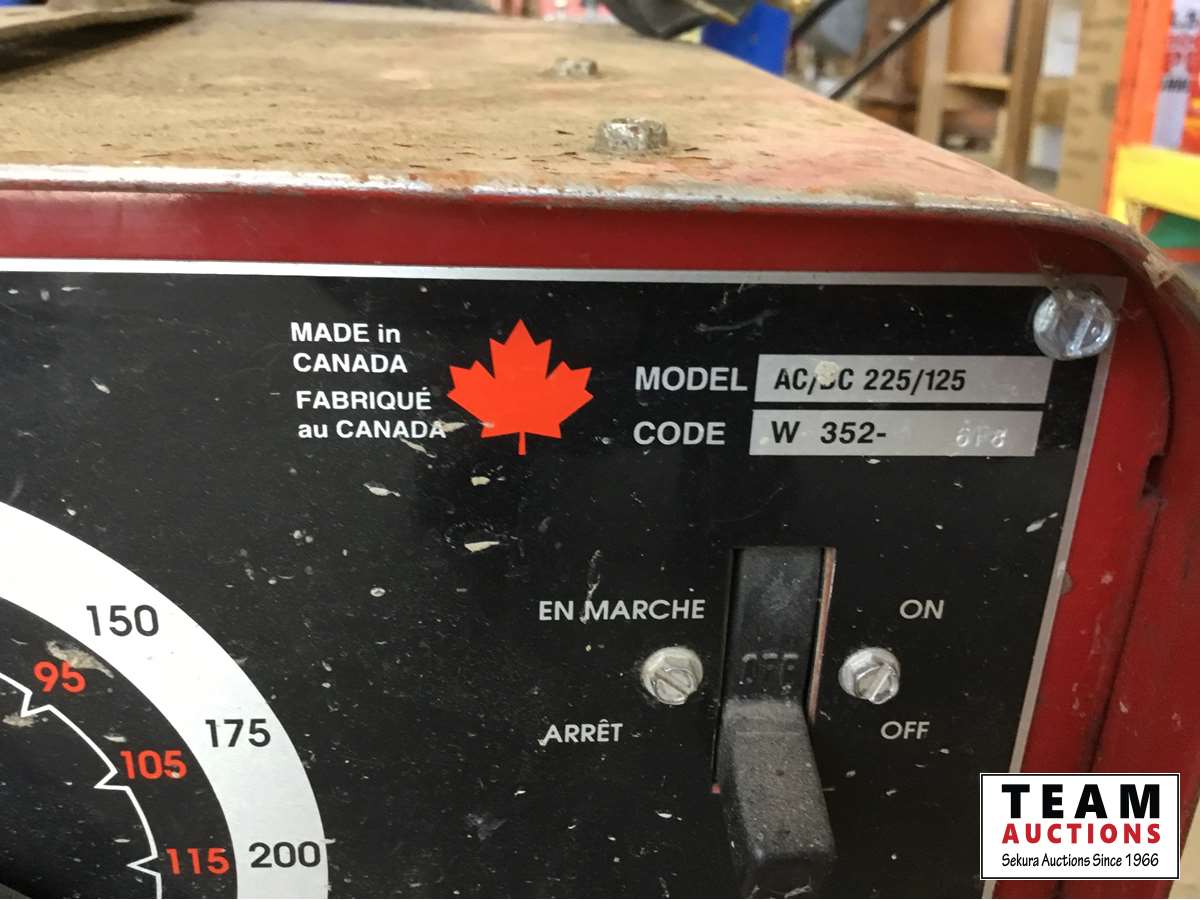 MADE in
CANADA
FABRIQUÉ
au CANADA
MODEL AC/DC 225/125
CODE W 352-
EN MARCHE ON
OFF
ARRÊT OFF
150
95
175
105
115 200
TEAM
AUCTIONS
Sekura Auctions Since 1966